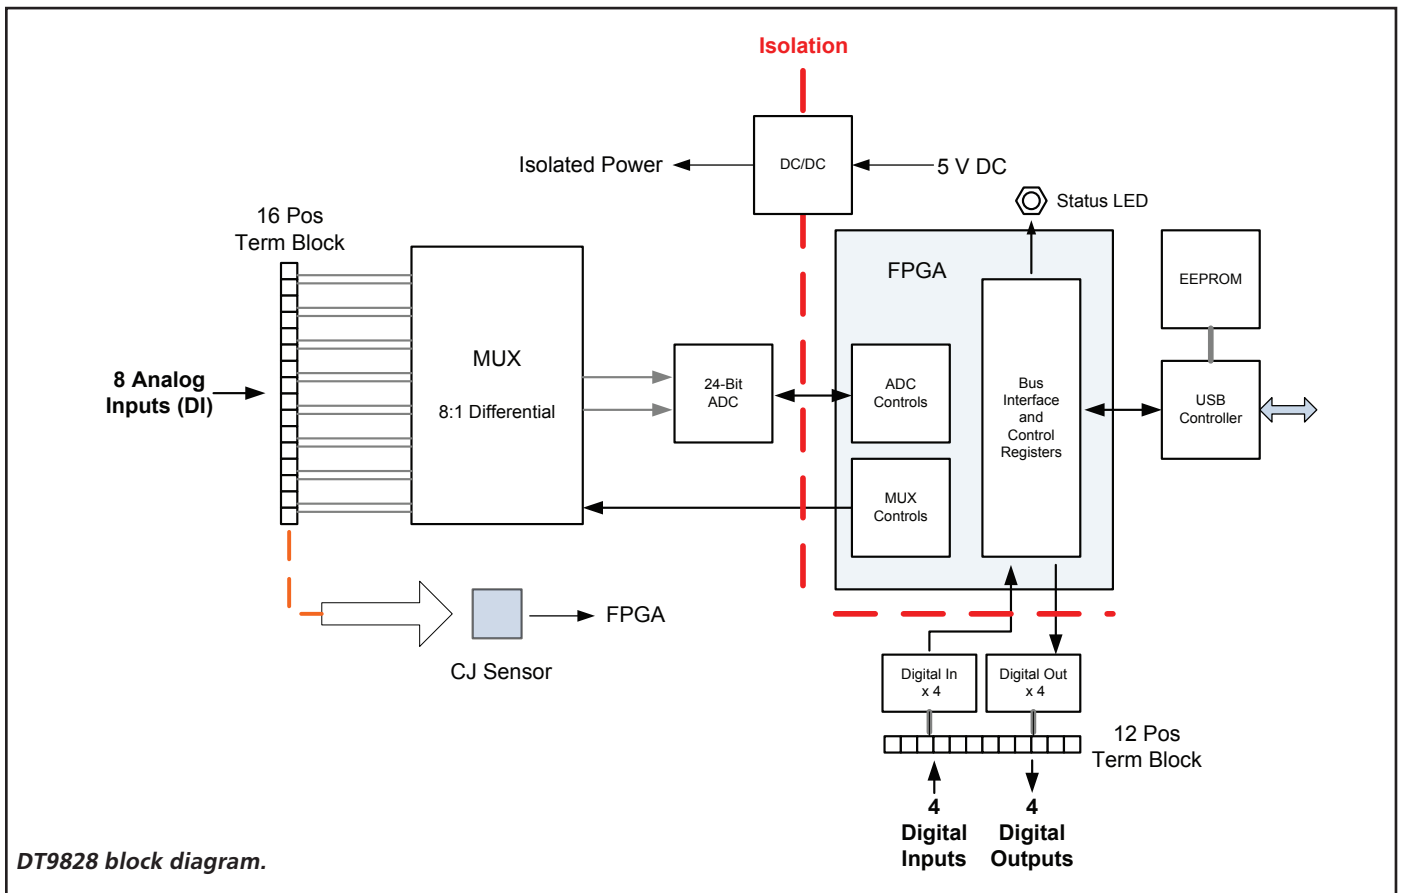 Isolation
Isolated Power
DC/DC
5 V DC
Status LED
16 Pos
Term Block
FPGA
EEPROM
MUX
8:1 Differential
8 Analog
Inputs (DI)
24-Bit
ADC
ADC
Controls
Bus
Interface
and
Control
Registers
USB
Controller
MUX
Controls
FPGA
CJ Sensor
Digital In
x 4
Digital Out
x 4
12 Pos
Term Block
4
Digital
Inputs
4
Digital
Outputs
DT9828 block diagram.